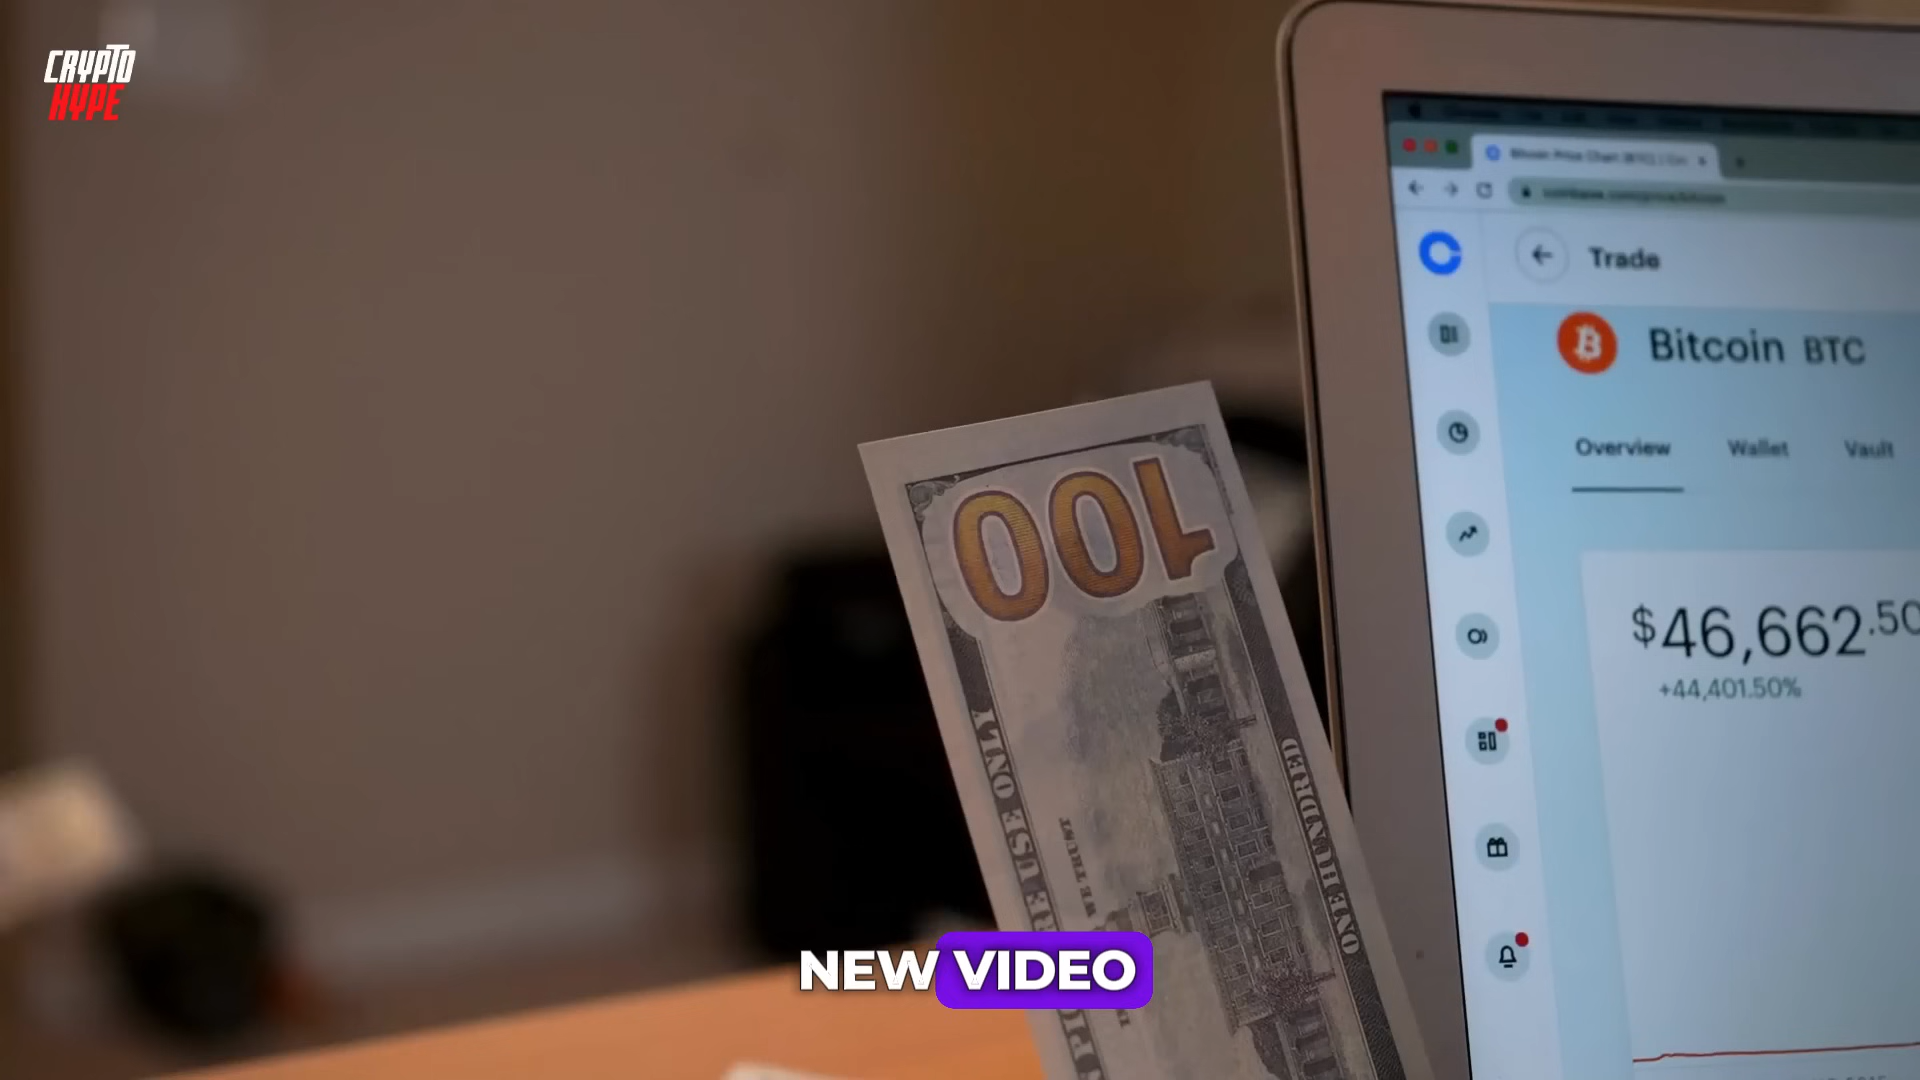 CRYPTO
HYPE
Trade
Bitcoin BTC
Overview Wallet Vault
$46,662.50
+44,401.50%
100
USE ONLY
WE TRUST
ONE HUNDRED
NEW VIDEO